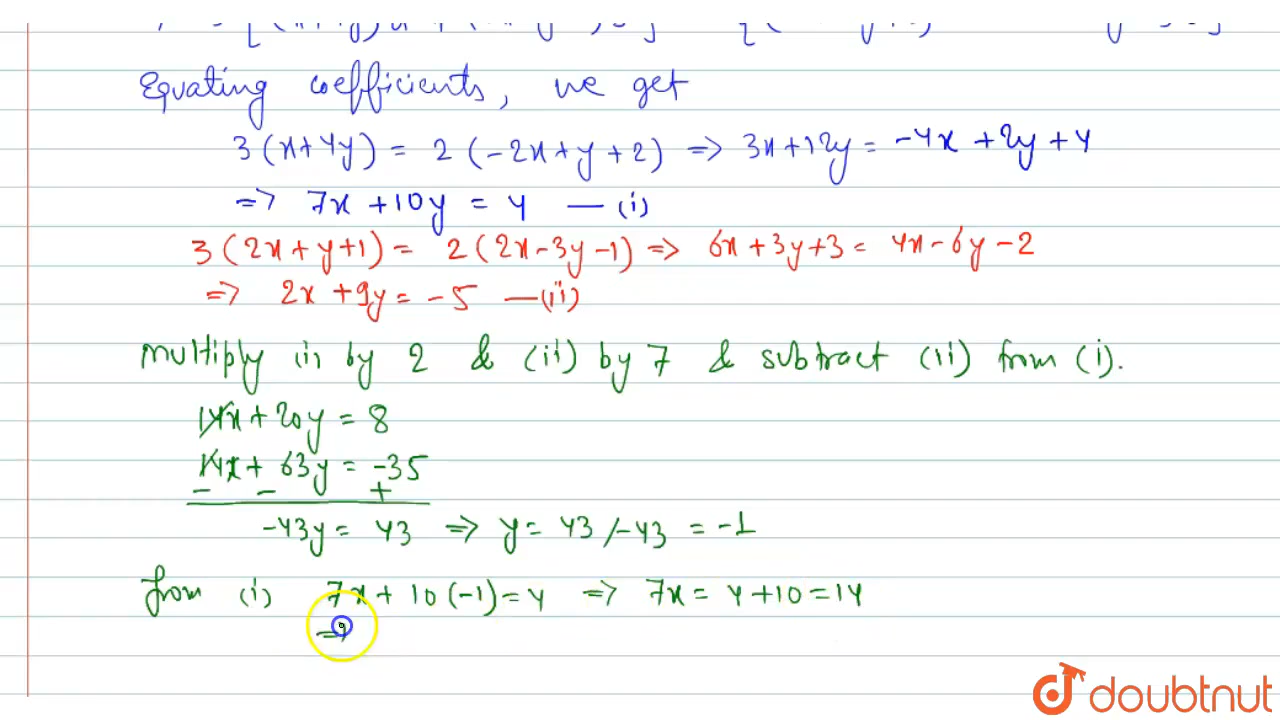 Equating coefficients, we get
3(x+4y) = 2(-2x+y+2) => 3x+12y = -4x+2y+4
=> 7x+10y = 4 —(i)
3(2x+y+1) = 2(2x-3y-1) => 6x+3y+3 = 4x-6y-2
=> 2x+9y = -5 —(ii)
Multiply (i) by 2 & (ii) by 7 & subtract (ii) from (i).
14x+20y = 8
14x+63y = -35
- - +
-43y = 43 => y = 43/-43 = -1
from (i) 7x+10(-1)=4 => 7x = 4+10=14
=>
doubtnut